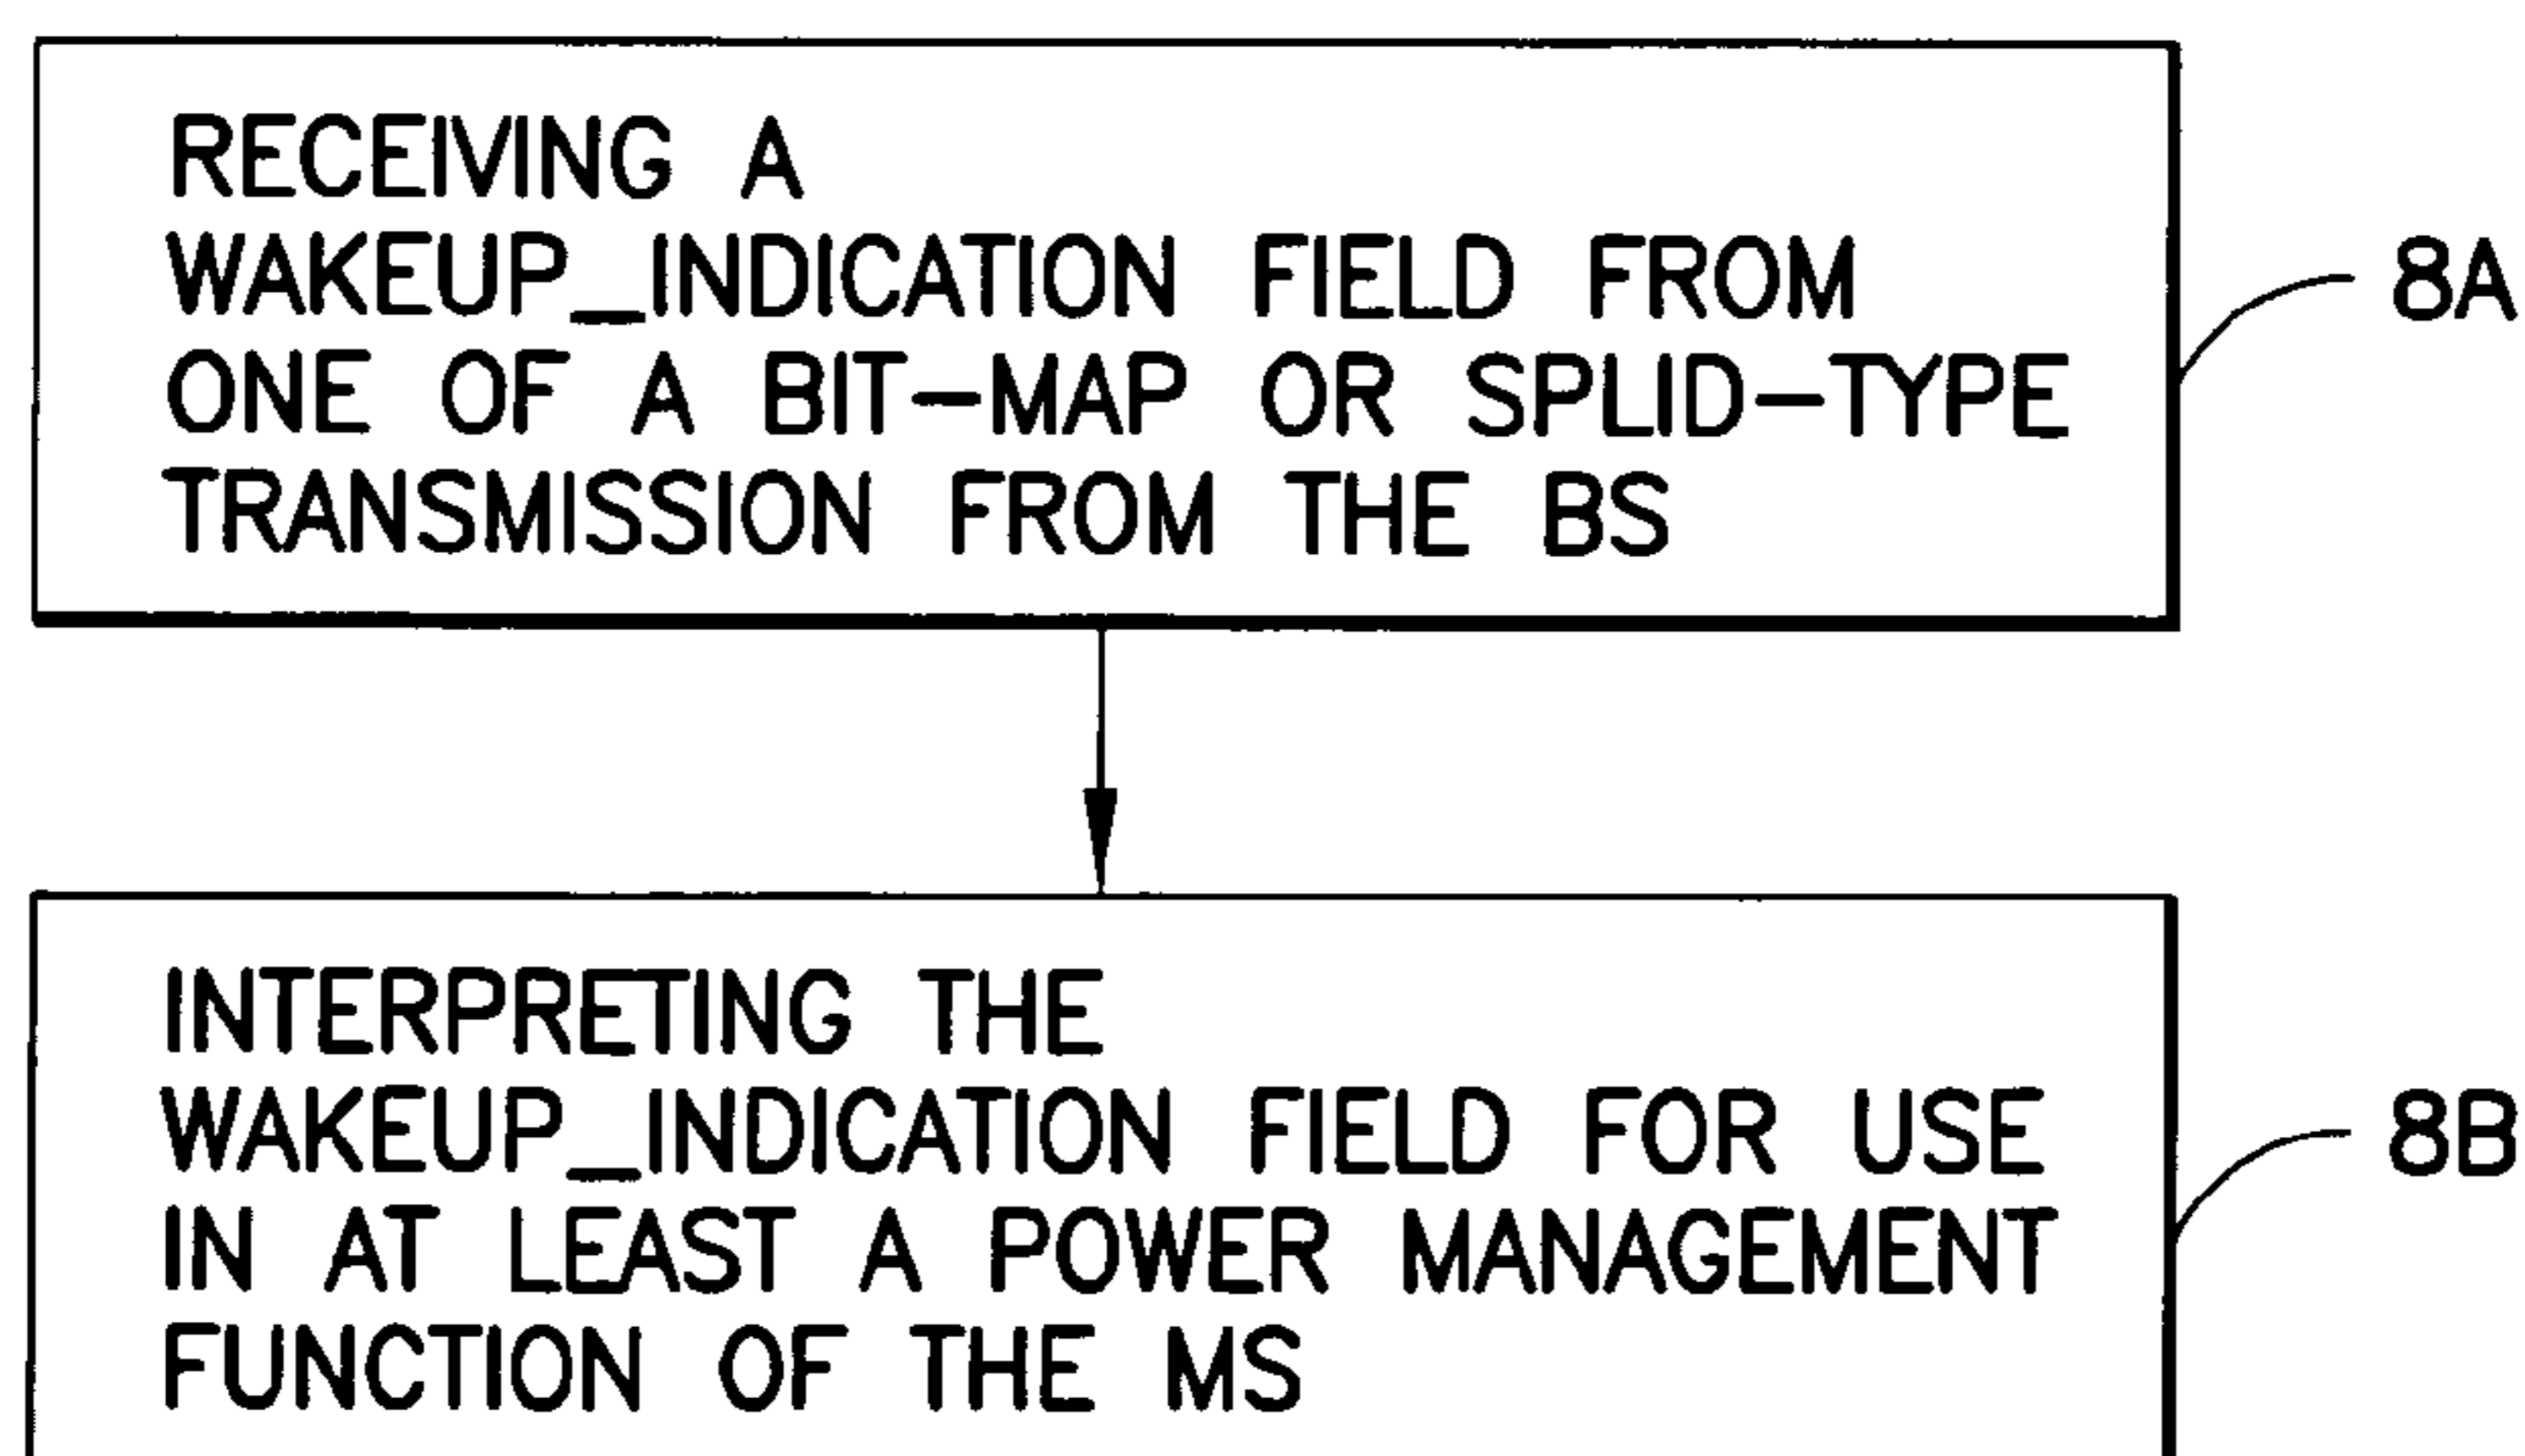 RECEIVING A
WAKEUP_INDICATION FIELD FROM
ONE OF A BIT-MAP OR SPLID-TYPE
TRANSMISSION FROM THE BS
8A
INTERPRETING THE
WAKEUP_INDICATION FIELD FOR USE
IN AT LEAST A POWER MANAGEMENT
FUNCTION OF THE MS
8B